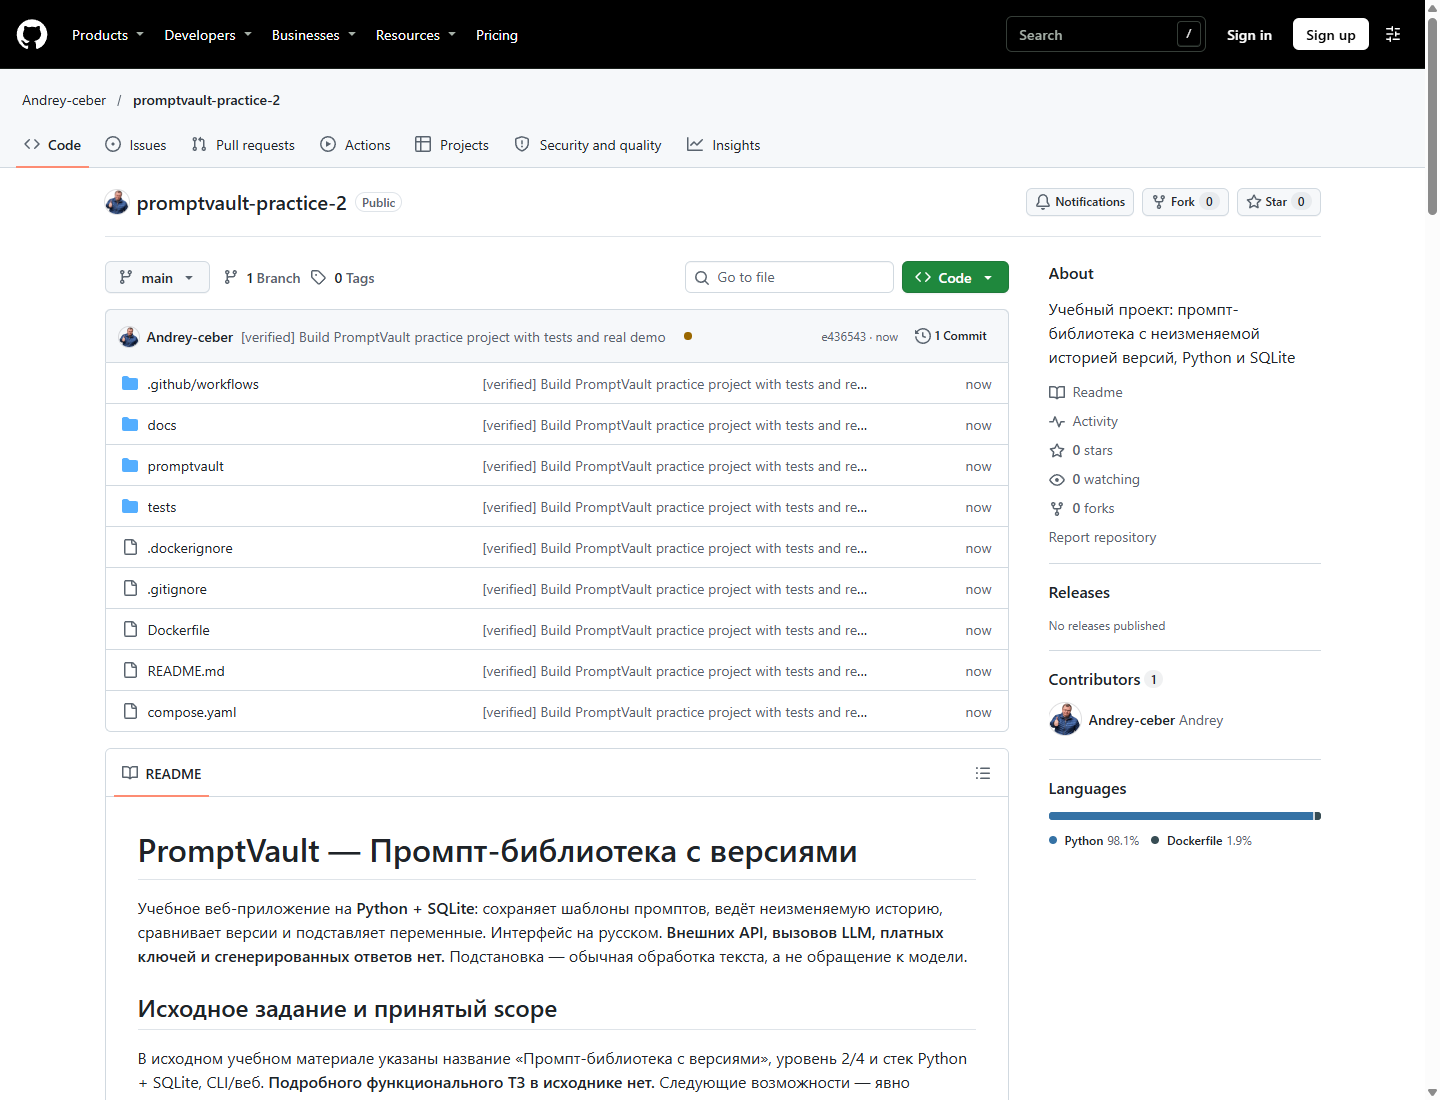 Products Developers Businesses Resources Pricing Search / Sign in Sign up
Andrey-ceber / promptvault-practice-2
Code Issues Pull requests Actions Projects Security and quality Insights
promptvault-practice-2 Public Notifications Fork 0 Star 0
main 1 Branch 0 Tags Go to file Code
Andrey-ceber [verified] Build PromptVault practice project with tests and real demo e436543 · now 1 Commit
.github/workflows [verified] Build PromptVault practice project with tests and re... now
docs [verified] Build PromptVault practice project with tests and re... now
promptvault [verified] Build PromptVault practice project with tests and re... now
tests [verified] Build PromptVault practice project with tests and re... now
.dockerignore [verified] Build PromptVault practice project with tests and re... now
.gitignore [verified] Build PromptVault practice project with tests and re... now
Dockerfile [verified] Build PromptVault practice project with tests and re... now
README.md [verified] Build PromptVault practice project with tests and re... now
compose.yaml [verified] Build PromptVault practice project with tests and re... now
README
PromptVault — Промпт-библиотека с версиями
Учебное веб-приложение на Python + SQLite: сохраняет шаблоны промптов, ведёт неизменяемую историю,
сравнивает версии и подставляет переменные. Интерфейс на русском. Внешних API, вызовов LLM, платных
ключей и сгенерированных ответов нет. Подстановка — обычная обработка текста, а не обращение к модели.
Исходное задание и принятый scope
В исходном учебном материале указаны название «Промпт-библиотека с версиями», уровень 2/4 и стек Python
+ SQLite, CLI/веб. Подробного функционального ТЗ в исходнике нет. Следующие возможности — явно
About
Учебный проект: промпт-
библиотека с неизменяемой
историей версий, Python и SQLite
Readme
Activity
0 stars
0 watching
0 forks
Report repository
Releases
No releases published
Contributors 1
Andrey-ceber Andrey
Languages
Python 98.1% Dockerfile 1.9%